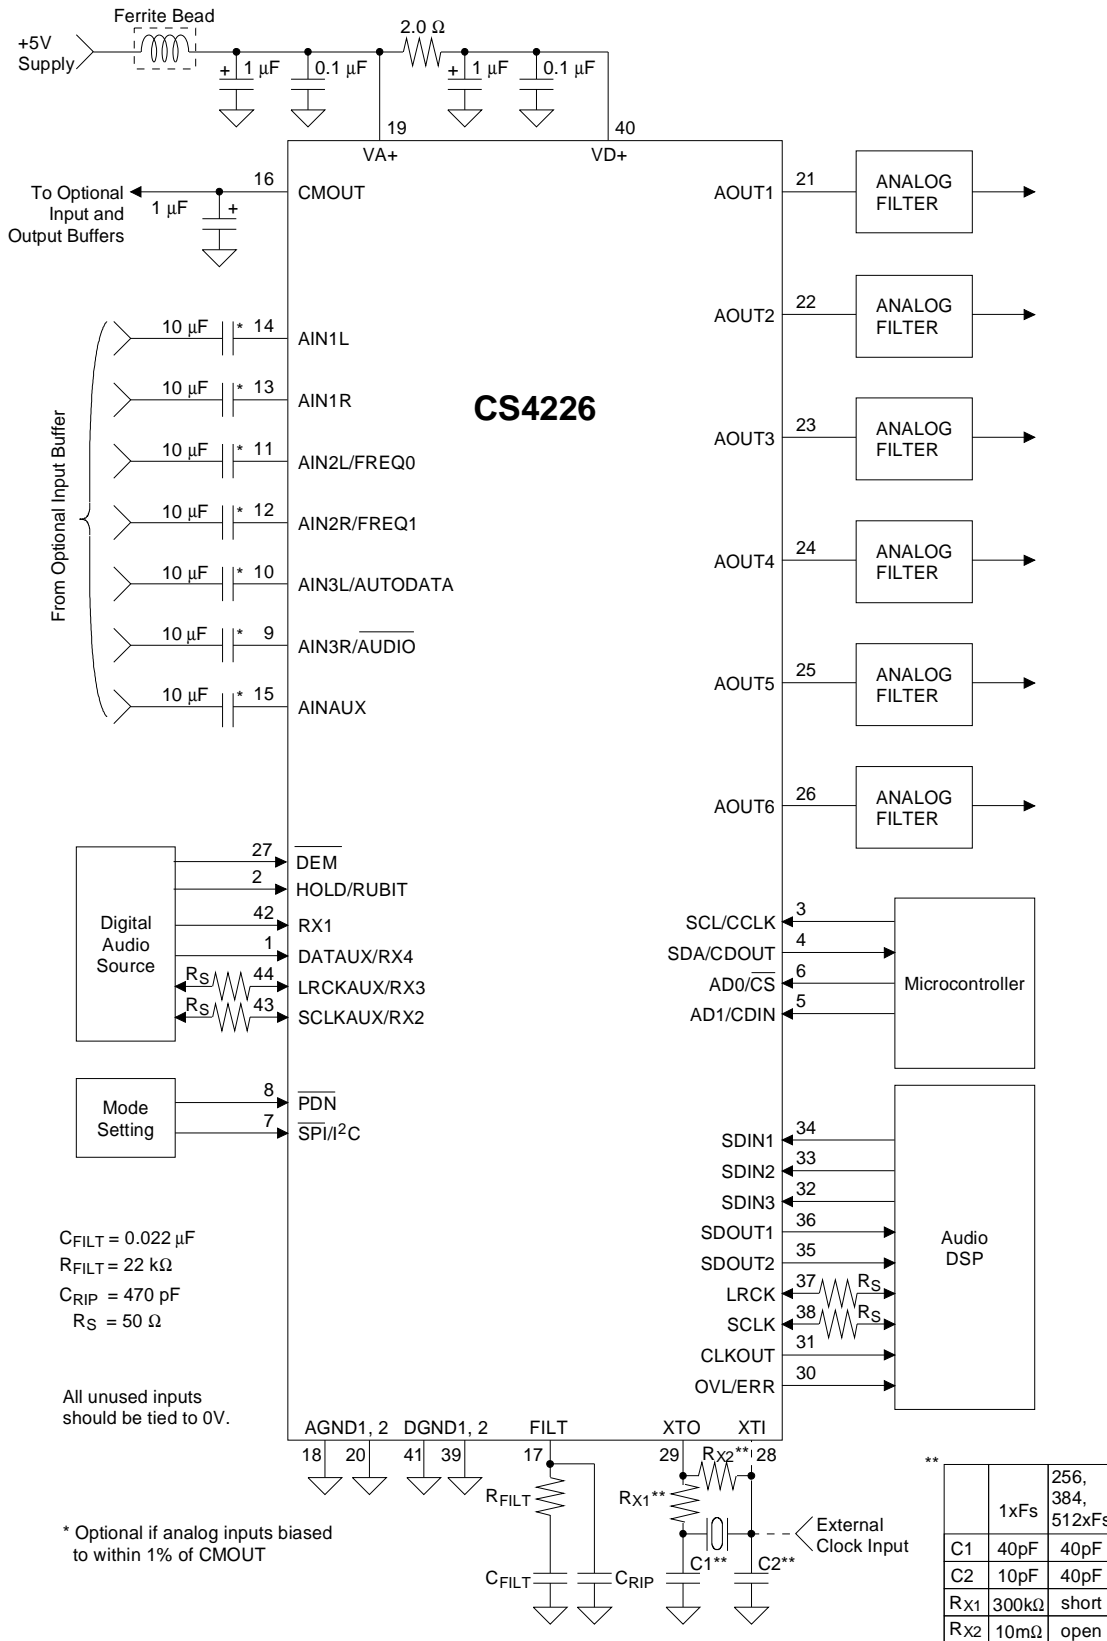 Ferrite Bead
+5V
Supply
2.0 Ω
+ 1 µF
0.1 µF
+ 1 µF
0.1 µF
19
40
VA+
VD+
To Optional
Input and
Output Buffers
1 µF
+
16
CMOUT
CS4226
From Optional Input Buffer
10 µF * 14 AIN1L
10 µF * 13 AIN1R
10 µF * 11 AIN2L/FREQ0
10 µF * 12 AIN2R/FREQ1
10 µF * 10 AIN3L/AUTODATA
10 µF * 9 AIN3R/AUDIO
10 µF * 15 AINAUX
AOUT1 21 ANALOG
FILTER
AOUT2 22 ANALOG
FILTER
AOUT3 23 ANALOG
FILTER
AOUT4 24 ANALOG
FILTER
AOUT5 25 ANALOG
FILTER
AOUT6 26 ANALOG
FILTER
Digital
Audio
Source
27 DEM
2 HOLD/RUBIT
42 RX1
1 DATAUX/RX4
RS 44 LRCKAUX/RX3
RS 43 SCLKAUX/RX2
Mode
Setting
8 PDN
7 SPI/I²C
SCL/CCLK 3
SDA/CDOUT 4
AD0/CS 6
AD1/CDIN 5
Microcontroller
SDIN1 34
SDIN2 33
SDIN3 32
SDOUT1 36
SDOUT2 35
LRCK 37 RS
SCLK 38 RS
CLKOUT 31
OVL/ERR 30
Audio
DSP
CFILT = 0.022 µF
RFILT = 22 kΩ
CRIP = 470 pF
RS = 50 Ω
All unused inputs
should be tied to 0V.
AGND1, 2 DGND1, 2 FILT XTO XTI
18 20 41 39 17 29 28
RX2**
RFILT
RX1**
External
Clock Input
C1** C2**
CFILT CRIP
* Optional if analog inputs biased
to within 1% of CMOUT
**
1xFs 256,
384,
512xFs
C1 40pF 40pF
C2 10pF 40pF
RX1 300kΩ short
RX2 10mΩ open